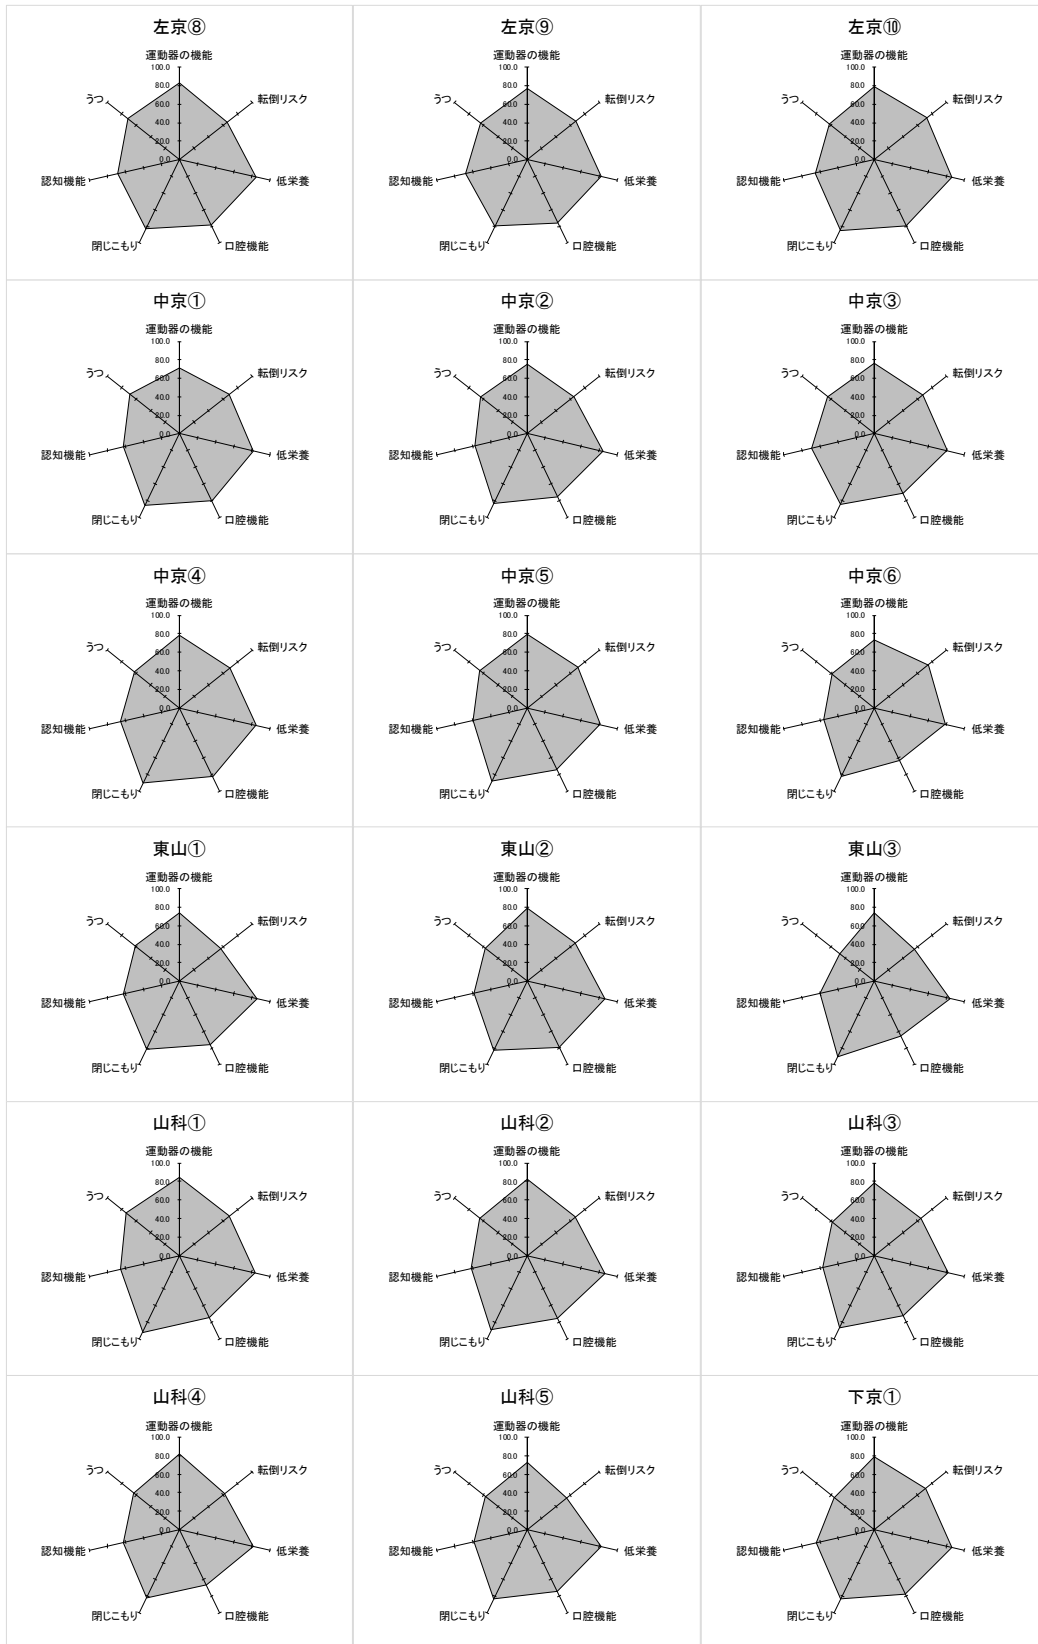 左京⑧
運動器の機能
100.0
80.0
60.0
40.0
20.0
0.0
転倒リスク
低栄養
口腔機能
閉じこもり
認知機能
うつ
左京⑨
運動器の機能
100.0
80.0
60.0
40.0
20.0
0.0
転倒リスク
低栄養
口腔機能
閉じこもり
認知機能
うつ
左京⑩
運動器の機能
100.0
80.0
60.0
40.0
20.0
0.0
転倒リスク
低栄養
口腔機能
閉じこもり
認知機能
うつ
中京①
運動器の機能
100.0
80.0
60.0
40.0
20.0
0.0
転倒リスク
低栄養
口腔機能
閉じこもり
認知機能
うつ
中京②
運動器の機能
100.0
80.0
60.0
40.0
20.0
0.0
転倒リスク
低栄養
口腔機能
閉じこもり
認知機能
うつ
中京③
運動器の機能
100.0
80.0
60.0
40.0
20.0
0.0
転倒リスク
低栄養
口腔機能
閉じこもり
認知機能
うつ
中京④
運動器の機能
100.0
80.0
60.0
40.0
20.0
0.0
転倒リスク
低栄養
口腔機能
閉じこもり
認知機能
うつ
中京⑤
運動器の機能
100.0
80.0
60.0
40.0
20.0
0.0
転倒リスク
低栄養
口腔機能
閉じこもり
認知機能
うつ
中京⑥
運動器の機能
100.0
80.0
60.0
40.0
20.0
0.0
転倒リスク
低栄養
口腔機能
閉じこもり
認知機能
うつ
東山①
運動器の機能
100.0
80.0
60.0
40.0
20.0
0.0
転倒リスク
低栄養
口腔機能
閉じこもり
認知機能
うつ
東山②
運動器の機能
100.0
80.0
60.0
40.0
20.0
0.0
転倒リスク
低栄養
口腔機能
閉じこもり
認知機能
うつ
東山③
運動器の機能
100.0
80.0
60.0
40.0
20.0
0.0
転倒リスク
低栄養
口腔機能
閉じこもり
認知機能
うつ
山科①
運動器の機能
100.0
80.0
60.0
40.0
20.0
0.0
転倒リスク
低栄養
口腔機能
閉じこもり
認知機能
うつ
山科②
運動器の機能
100.0
80.0
60.0
40.0
20.0
0.0
転倒リスク
低栄養
口腔機能
閉じこもり
認知機能
うつ
山科③
運動器の機能
100.0
80.0
60.0
40.0
20.0
0.0
転倒リスク
低栄養
口腔機能
閉じこもり
認知機能
うつ
山科④
運動器の機能
100.0
80.0
60.0
40.0
20.0
0.0
転倒リスク
低栄養
口腔機能
閉じこもり
認知機能
うつ
山科⑤
運動器の機能
100.0
80.0
60.0
40.0
20.0
0.0
転倒リスク
低栄養
口腔機能
閉じこもり
認知機能
うつ
下京①
運動器の機能
100.0
80.0
60.0
40.0
20.0
0.0
転倒リスク
低栄養
口腔機能
閉じこもり
認知機能
うつ